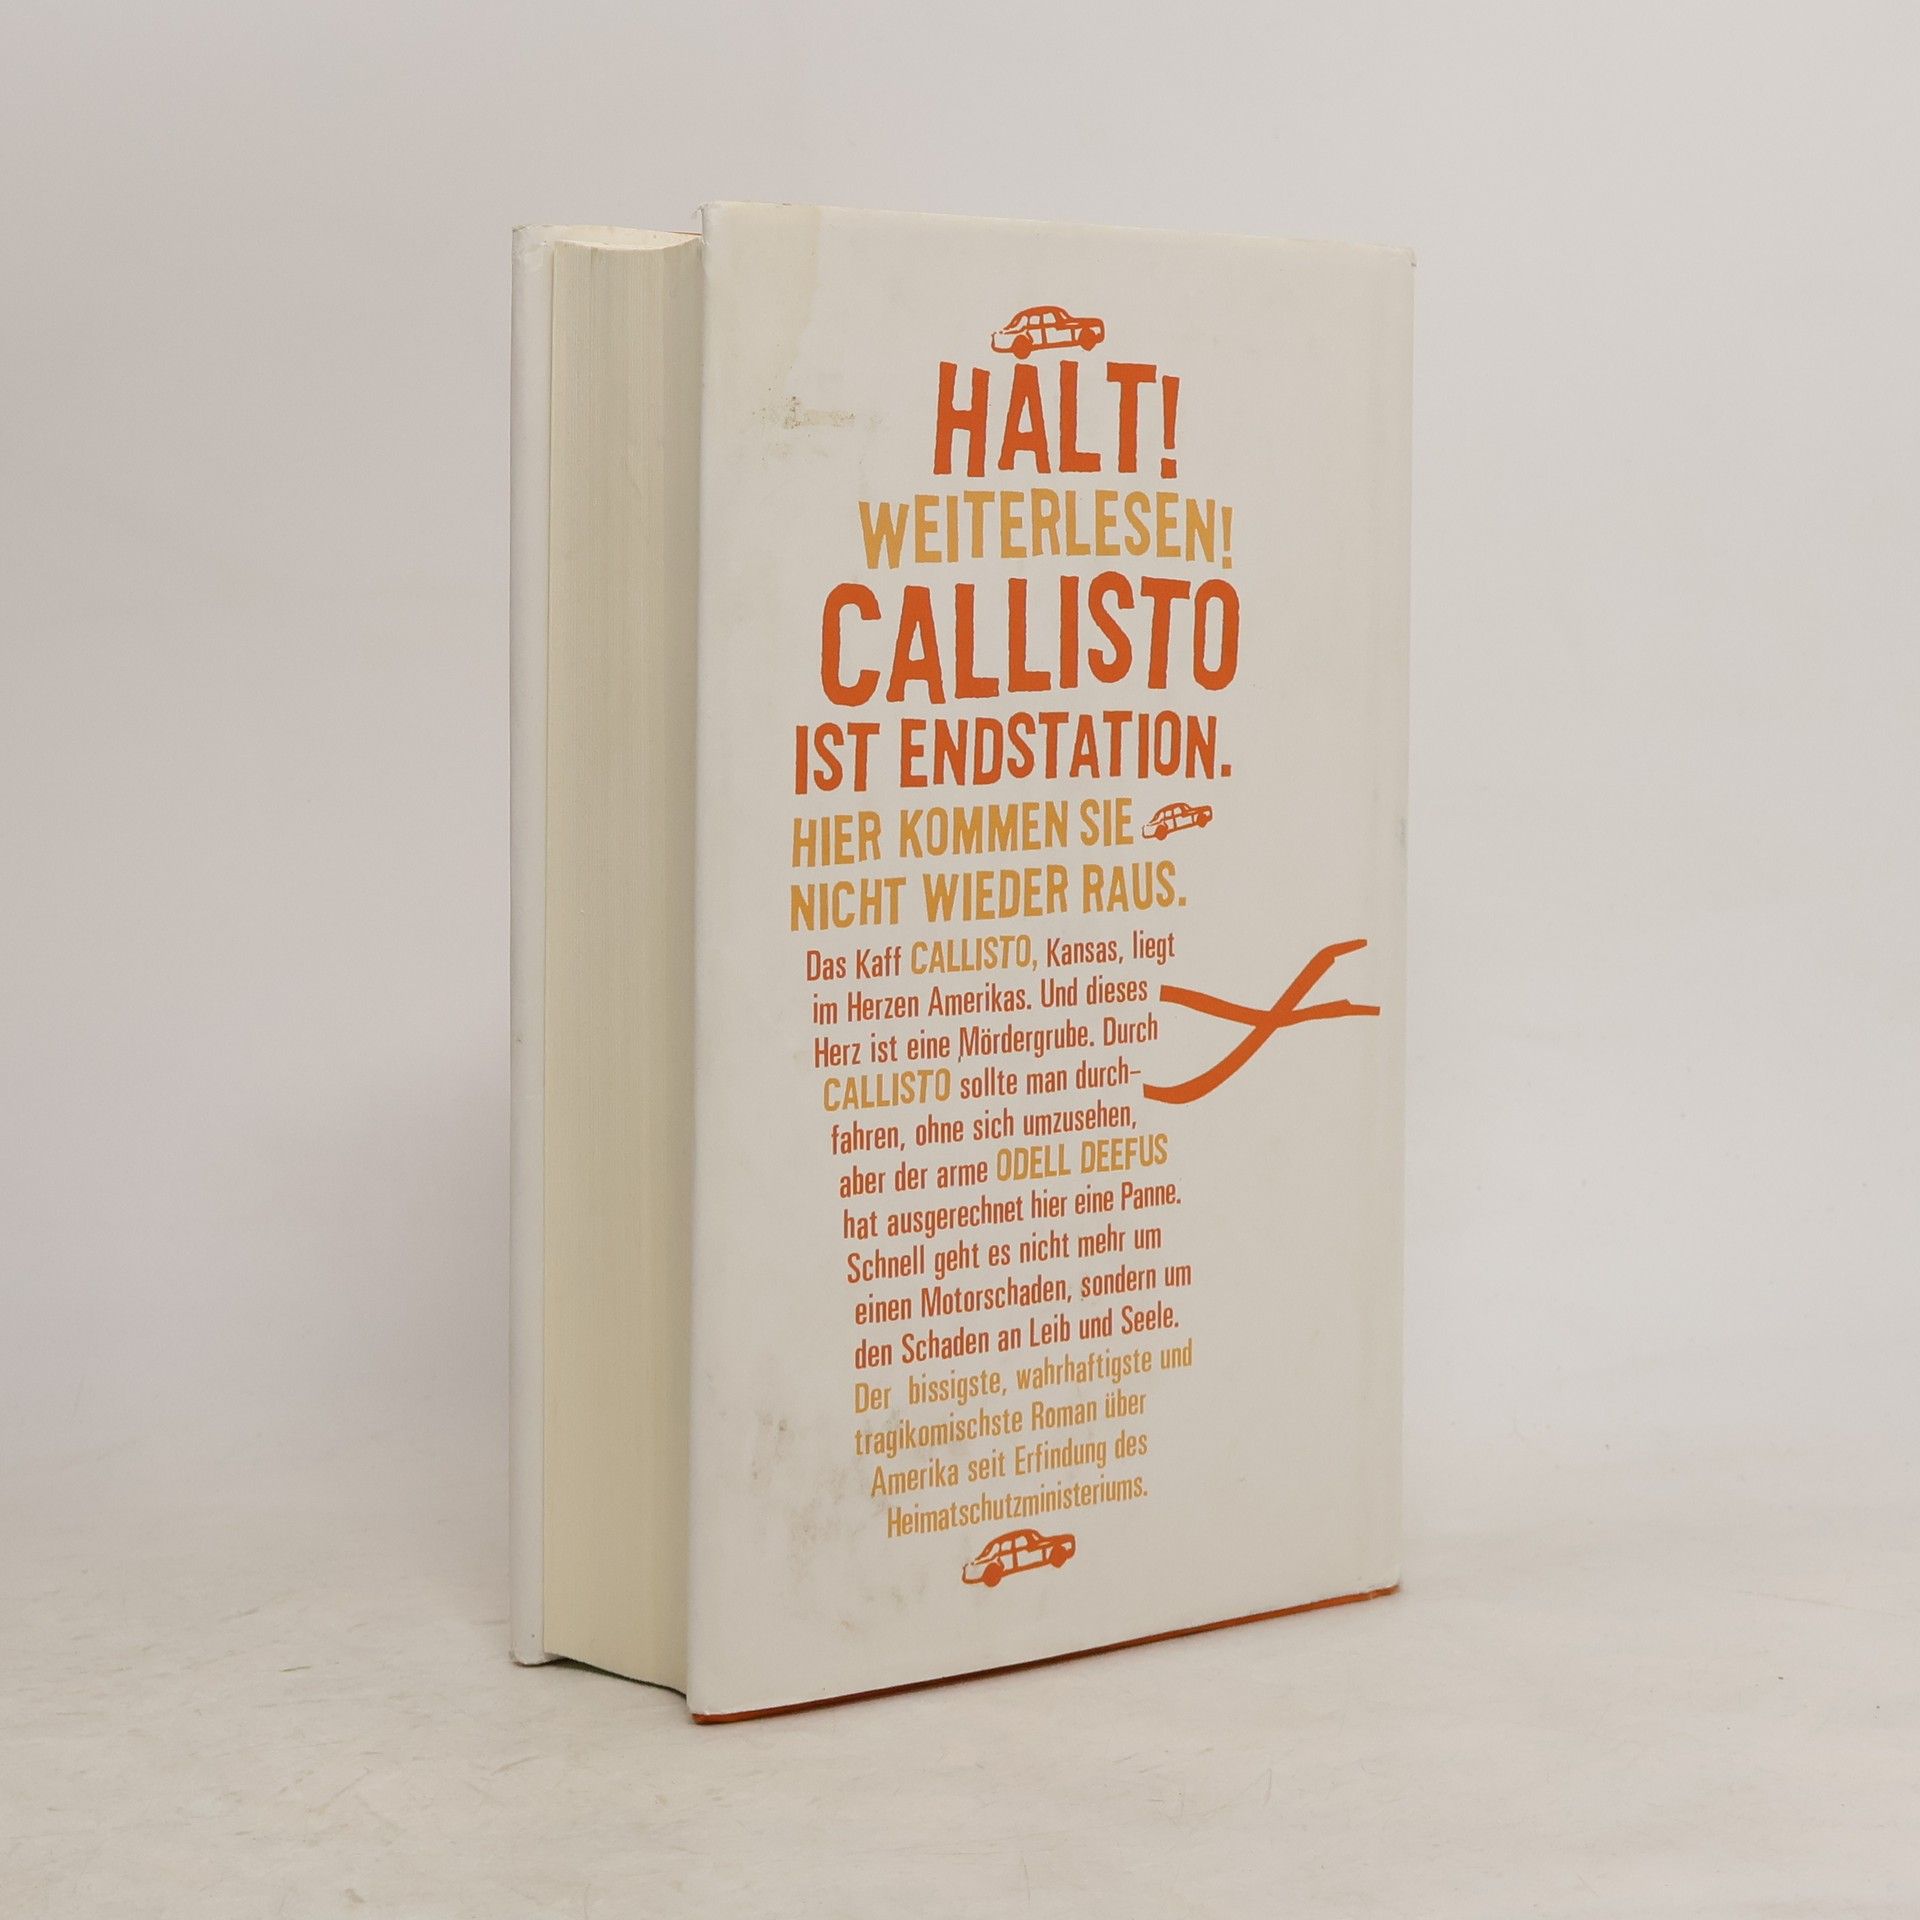 HALT!
WEITERLESEN!
CALLISTO
IST ENDSTATION.
HIER KOMMEN SIE
NICHT WIEDER RAUS.
Das Kaff CALLISTO, Kansas, liegt
im Herzen Amerikas. Und dieses
Herz ist eine Mördergrube. Durch
CALLISTO sollte man durch-
fahren, ohne sich umzusehen,
aber der arme ODELL DEEFUS
hat ausgerechnet hier eine Panne.
Schnell geht es nicht mehr um
einen Motorschaden, sondern um
den Schaden an Leib und Seele.
Der bissigste, wahrhaftigste und
tragikomischste Roman über
Amerika seit Erfindung des
Heimatschutzministeriums.